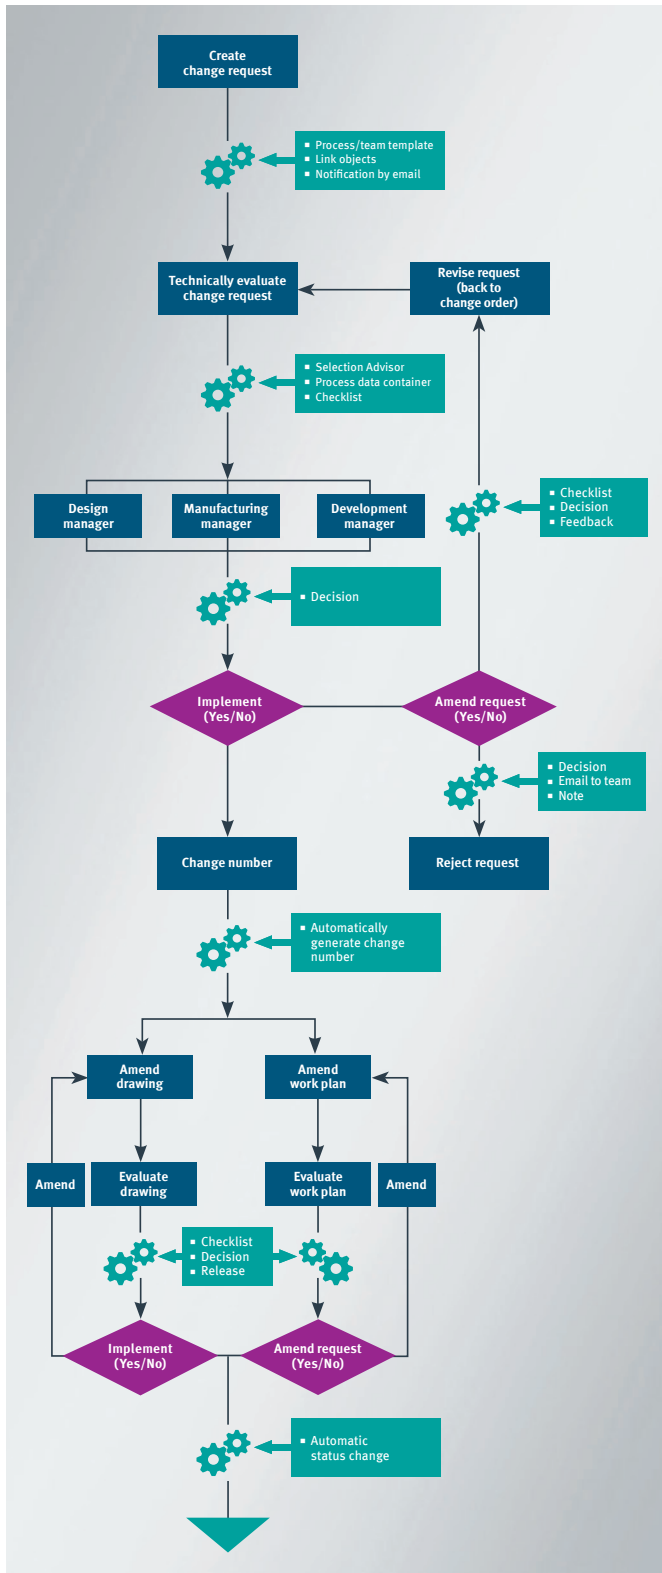 Create
change request
▪ Process/team template
▪ Link objects
▪ Notification by email
Technically evaluate
change request
Revise request
(back to
change order)
▪ Selection Advisor
▪ Process data container
▪ Checklist
Design
manager
Manufacturing
manager
Development
manager
▪ Checklist
▪ Decision
▪ Feedback
▪ Decision
Implement
(Yes/No)
Amend request
(Yes/No)
▪ Decision
▪ Email to team
▪ Note
Change number
Reject request
▪ Automatically
generate change
number
Amend
drawing
Amend
work plan
Amend
Evaluate
drawing
Evaluate
work plan
Amend
▪ Checklist
▪ Decision
▪ Release
Implement
(Yes/No)
Amend request
(Yes/No)
▪ Automatic
status change